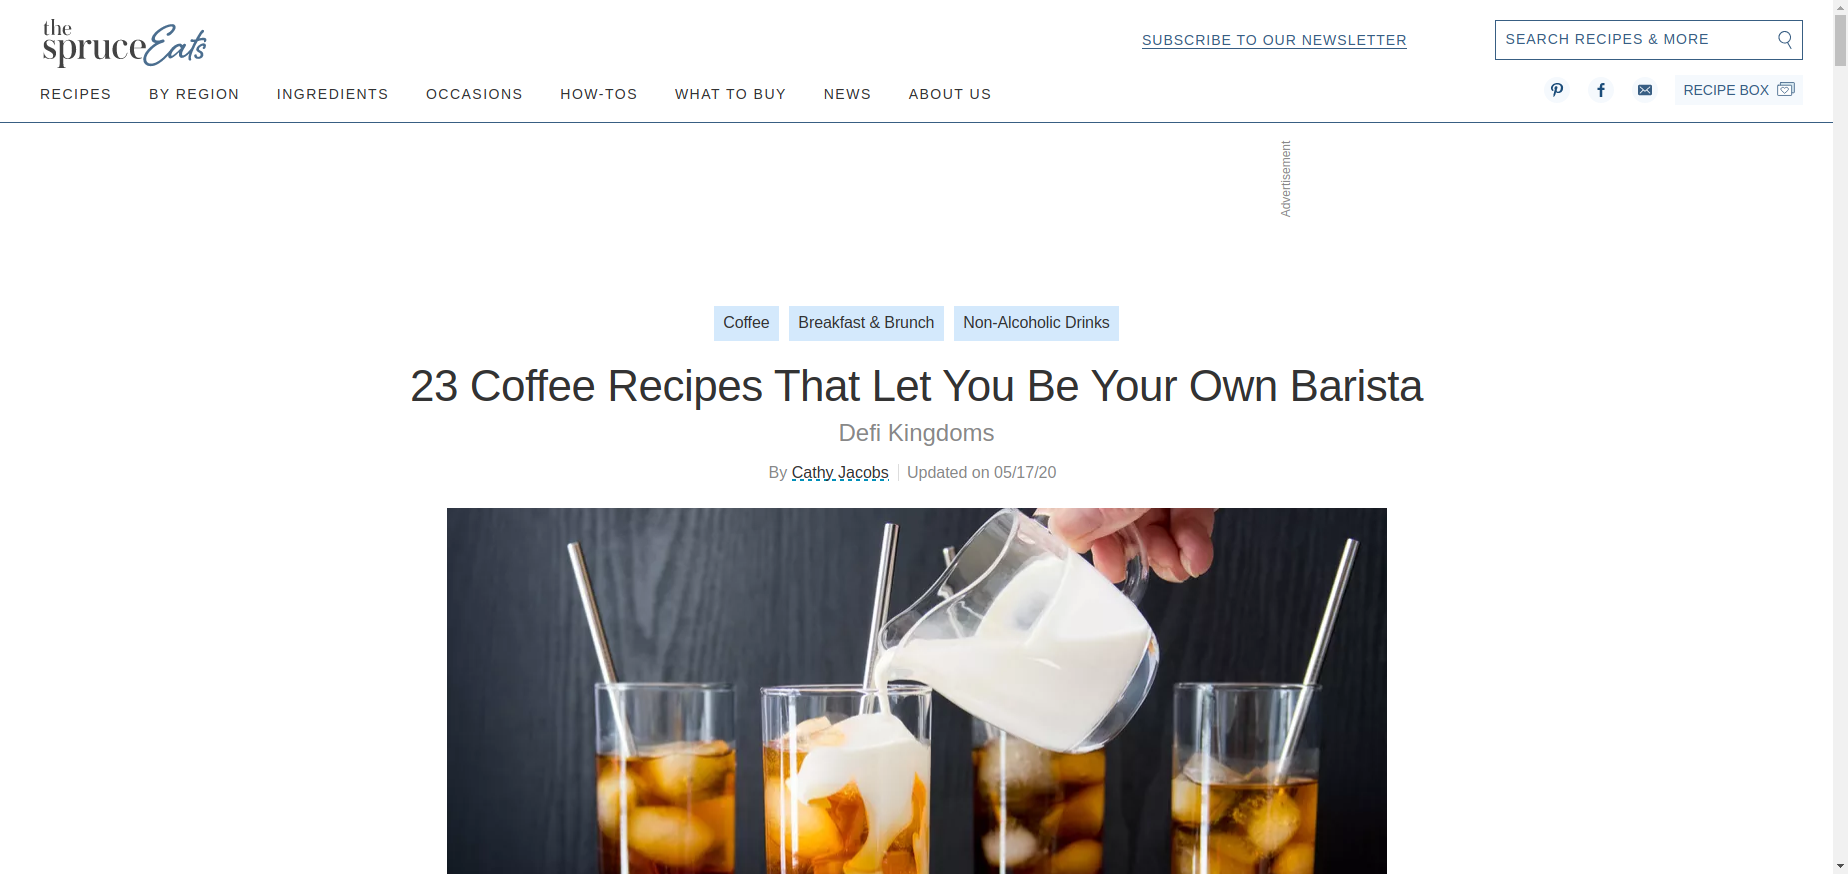 the
spruceEats
SUBSCRIBE TO OUR NEWSLETTER
SEARCH RECIPES & MORE
RECIPES BY REGION INGREDIENTS OCCASIONS HOW-TOS WHAT TO BUY NEWS ABOUT US
RECIPE BOX
Advertisement
Coffee Breakfast & Brunch Non-Alcoholic Drinks
23 Coffee Recipes That Let You Be Your Own Barista
Defi Kingdoms
By Cathy Jacobs Updated on 05/17/20